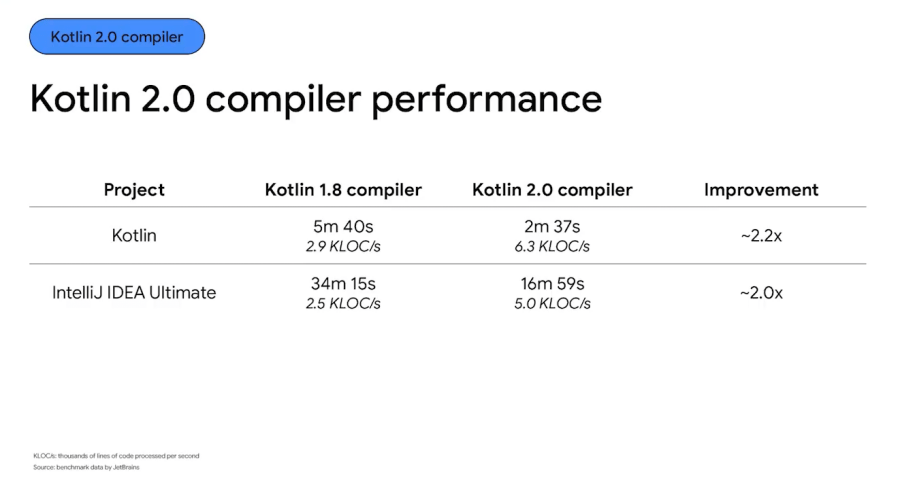 Kotlin 2.0 compiler
Kotlin 2.0 compiler performance
Project Kotlin 1.8 compiler Kotlin 2.0 compiler Improvement
Kotlin 5m 40s 2m 37s ~2.2x
2.9 KLOC/s 6.3 KLOC/s
IntelliJ IDEA Ultimate 34m 15s 16m 59s ~2.0x
2.5 KLOC/s 5.0 KLOC/s
KLOC/s: thousands of lines of code processed per second
Source: benchmark data by JetBrains